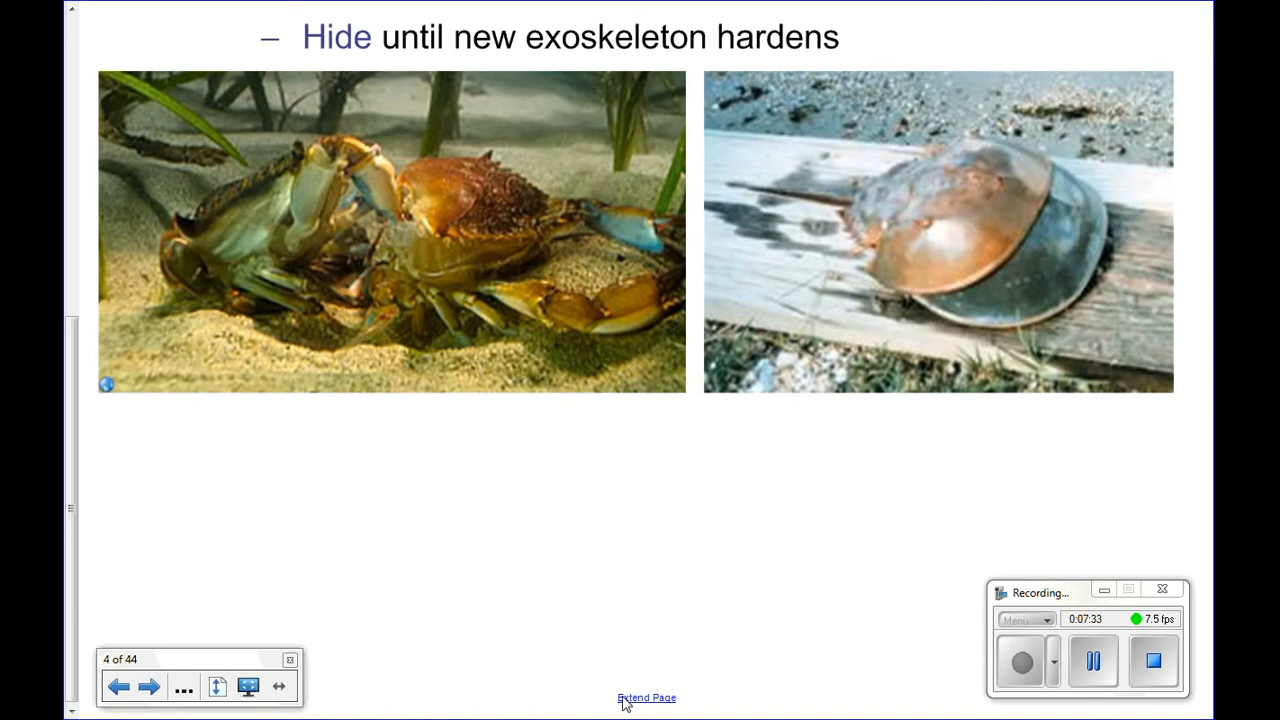 – Hide until new exoskeleton hardens
Recording...
Menu
0:07:33
7.5 fps
4 of 44
...
Extend Page